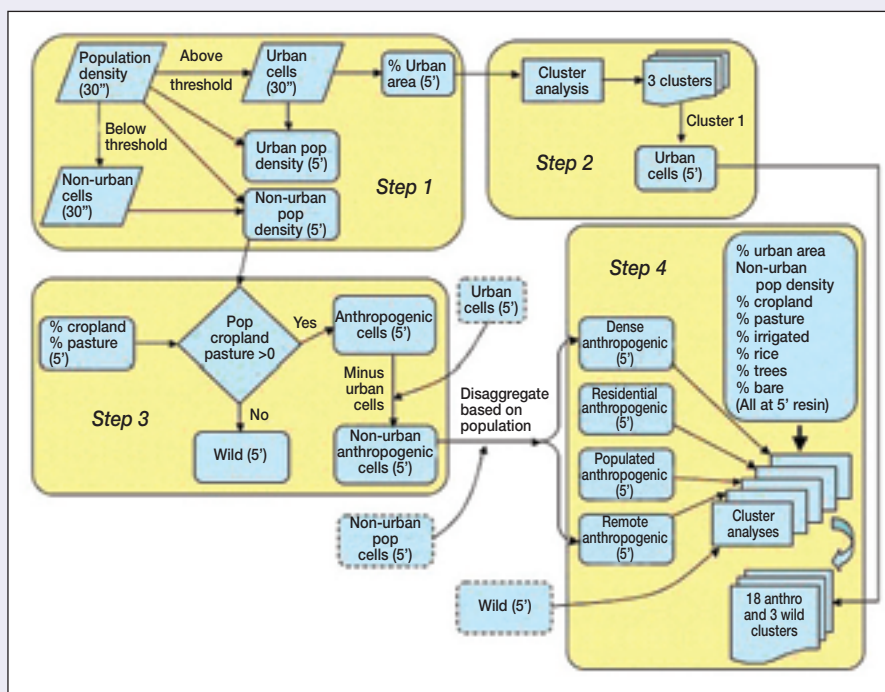 Population
density
(30")
Above
threshold
Urban
cells
(30")
% Urban
area (5')
Below
threshold
Urban pop
density (5')
Non-urban
cells
(30")
Non-urban
pop
density (5')
Step 1
Cluster
analysis
3 clusters
Cluster 1
Urban
cells (5')
Step 2
% cropland
% pasture
(5')
Pop
cropland
pasture >0
Yes
Anthropogenic
cells (5')
Minus
urban
cells
No
Wild (5')
Non-urban
anthropogenic
cells (5')
Step 3
Urban
cells (5')
Disaggregate
based on
population
Non-urban
pop
cells (5')
Wild (5')
Step 4
% urban area
Non-urban
pop density
% cropland
% pasture
% irrigated
% rice
% trees
% bare
(All at 5' resin)
Dense
anthropogenic
(5')
Residential
anthropogenic
(5')
Populated
anthropogenic
(5')
Remote
anthropogenic
(5')
Cluster
analyses
18 anthro
and 3 wild
clusters